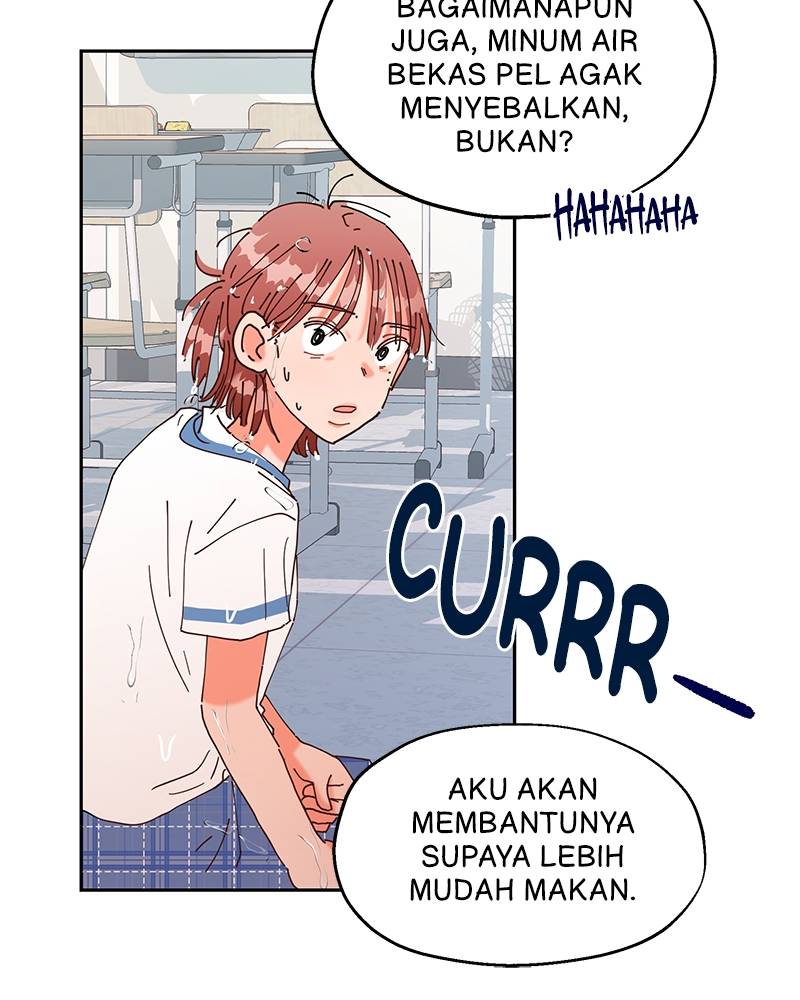 BAGAIMANAPUN
JUGA, MINUM AIR
BEKAS PEL AGAK
MENYEBALKAN,
BUKAN?
HAHAHAHA
CURRR
AKU AKAN
MEMBANTUNYA
SUPAYA LEBIH
MUDAH MAKAN.